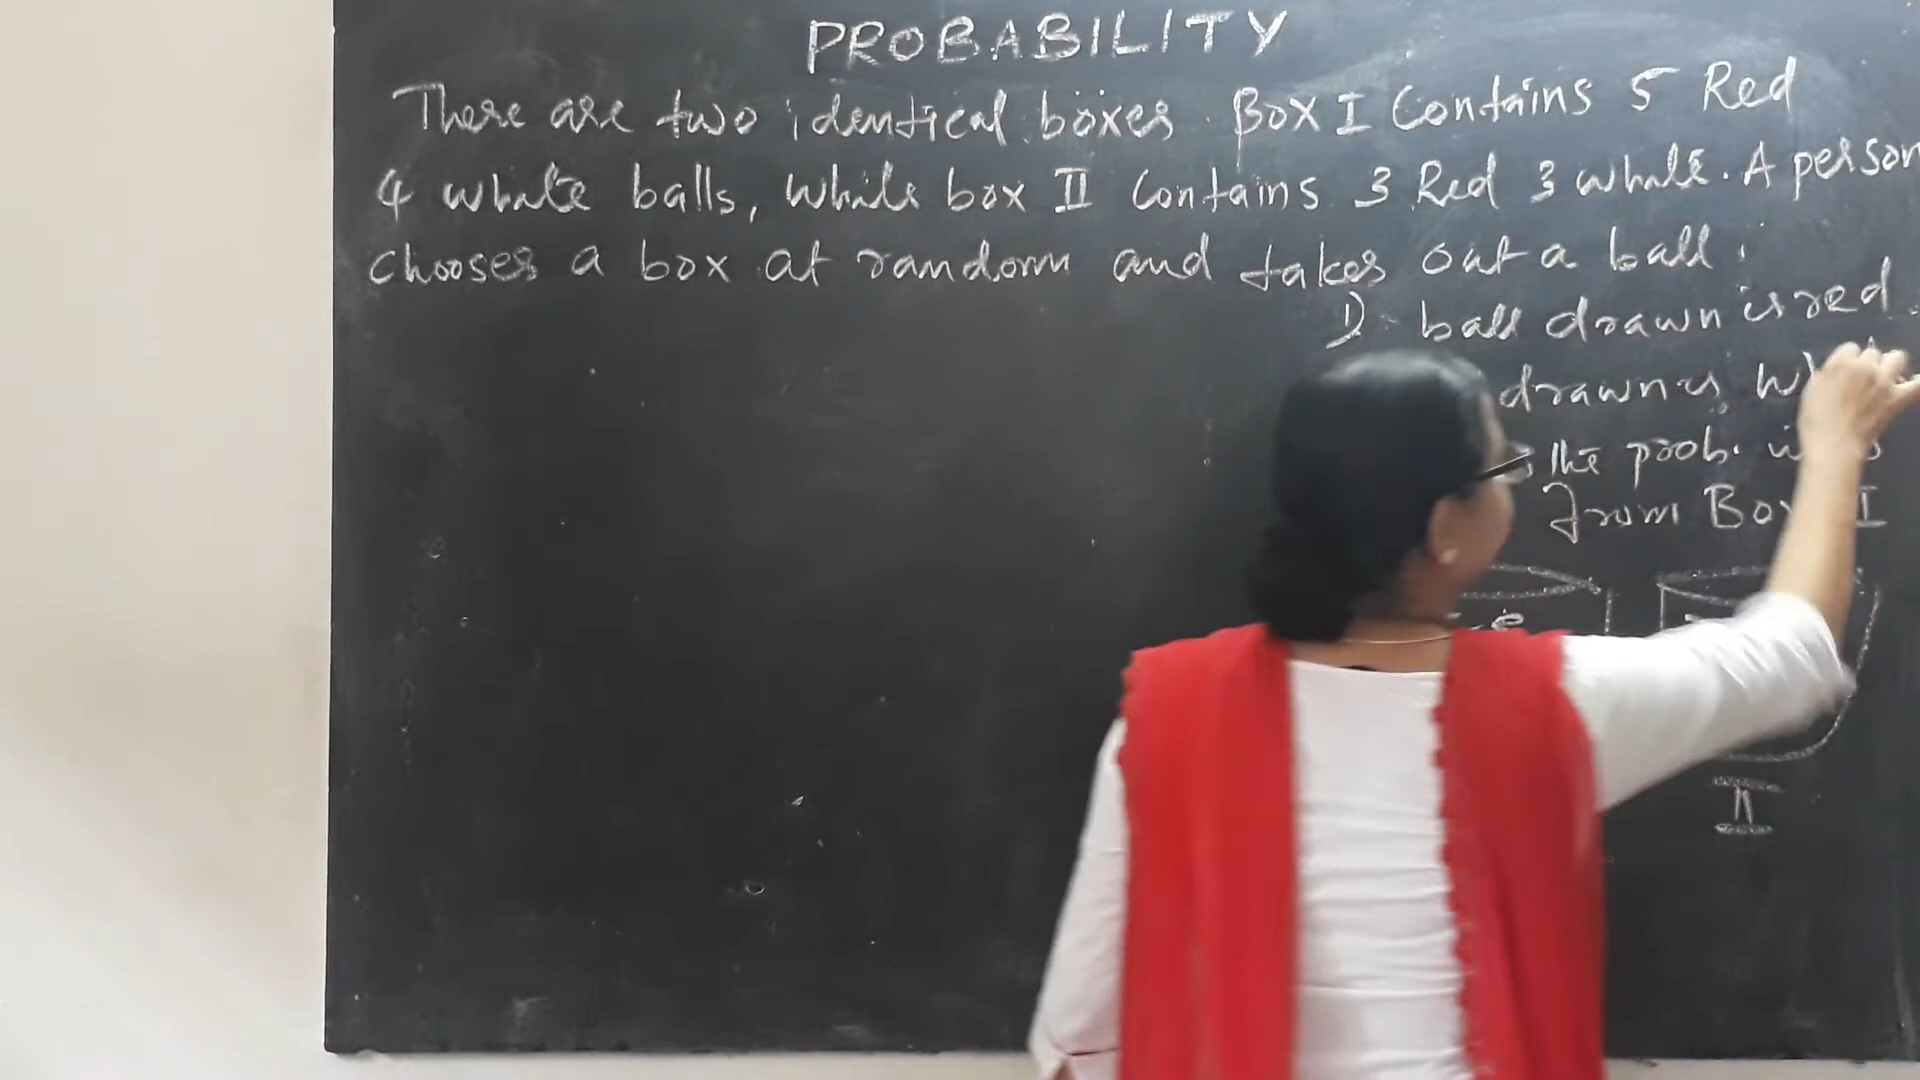 PROBABILITY
There are two identical boxes. Box I Contains 5 Red
4 white balls, while box II Contains 3 Red 3 white. A person
chooses a box at random and takes out a ball.
1) ball drawn is red.
drawn is
the prob.
from Box I
II